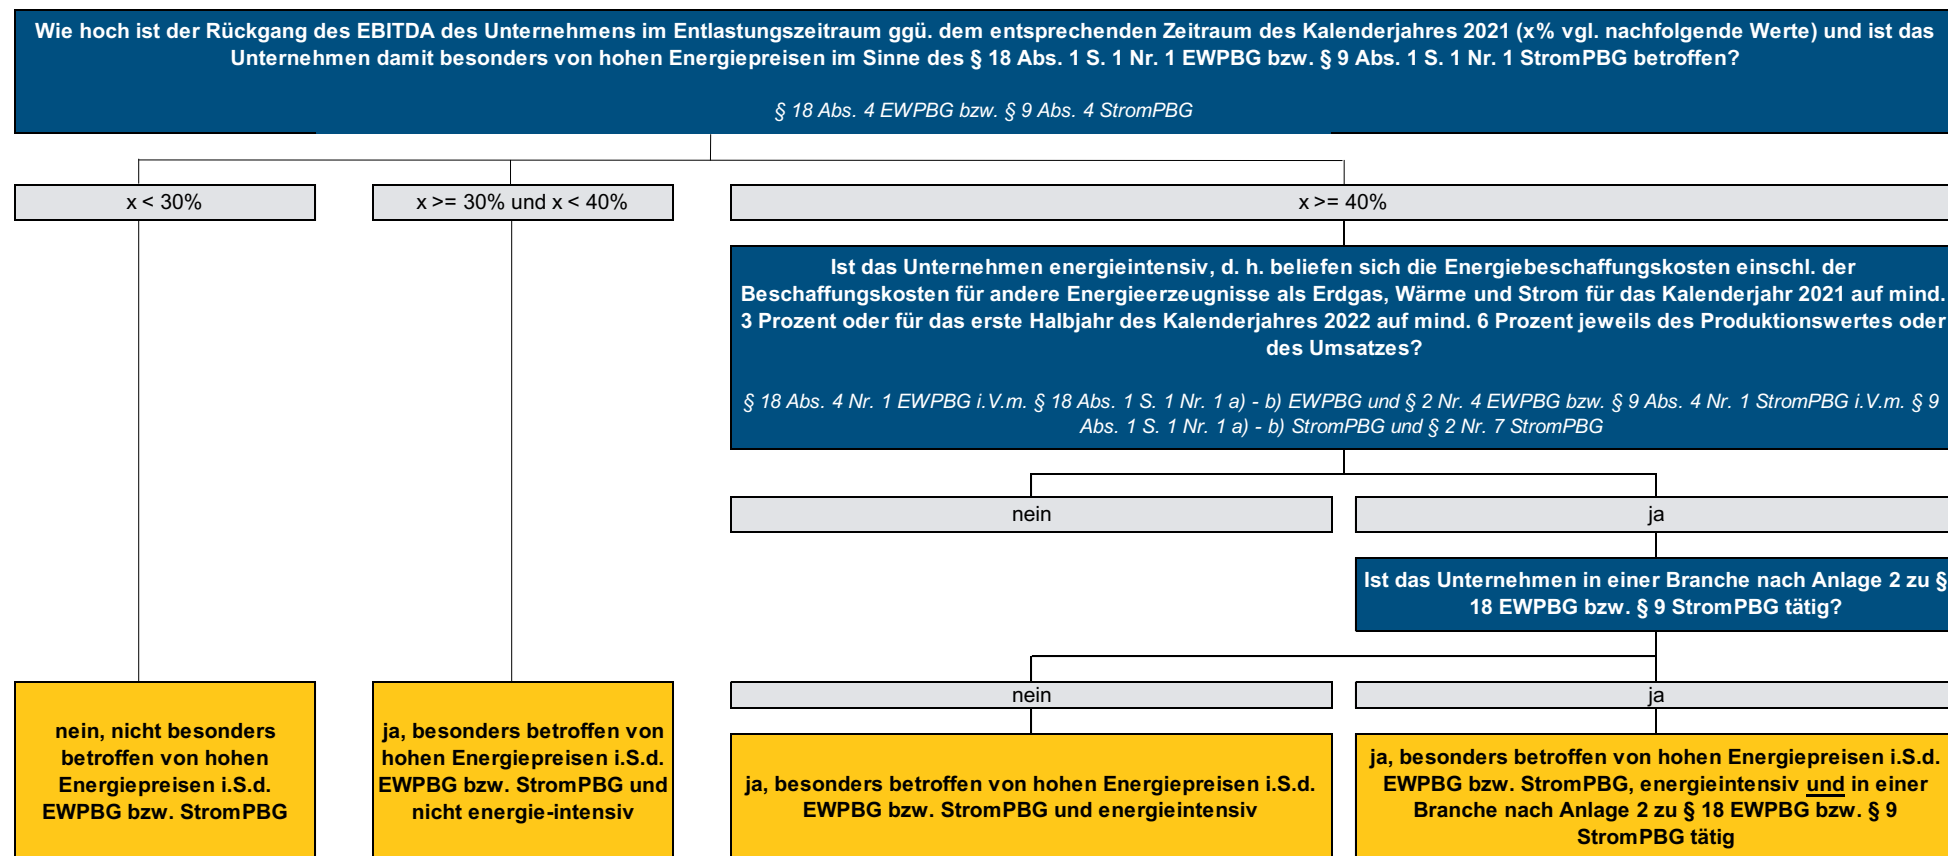 Wie hoch ist der Rückgang des EBITDA des Unternehmens im Entlastungszeitraum ggü. dem entsprechenden Zeitraum des Kalenderjahres 2021 (x% vgl. nachfolgende Werte) und ist das
Unternehmen damit besonders von hohen Energiepreisen im Sinne des § 18 Abs. 1 S. 1 Nr. 1 EWPBG bzw. § 9 Abs. 1 S. 1 Nr. 1 StromPBG betroffen?
§ 18 Abs. 4 EWPBG bzw. § 9 Abs. 4 StromPBG
x < 30%
x >= 30% und x < 40%
x >= 40%
Ist das Unternehmen energieintensiv, d. h. beliefen sich die Energiebeschaffungskosten einschl. der
Beschaffungskosten für andere Energieerzeugnisse als Erdgas, Wärme und Strom für das Kalenderjahr 2021 auf mind.
3 Prozent oder für das erste Halbjahr des Kalenderjahres 2022 auf mind. 6 Prozent jeweils des Produktionswertes oder
des Umsatzes?
§ 18 Abs. 4 Nr. 1 EWPBG i.V.m. § 18 Abs. 1 S. 1 Nr. 1 a) - b) EWPBG und § 2 Nr. 4 EWPBG bzw. § 9 Abs. 4 Nr. 1 StromPBG i.V.m. § 9
Abs. 1 S. 1 Nr. 1 a) - b) StromPBG und § 2 Nr. 7 StromPBG
nein
ja
Ist das Unternehmen in einer Branche nach Anlage 2 zu §
18 EWPBG bzw. § 9 StromPBG tätig?
nein
ja
nein, nicht besonders
betroffen von hohen
Energiepreisen i.S.d.
EWPBG bzw. StromPBG
ja, besonders betroffen von
hohen Energiepreisen i.S.d.
EWPBG bzw. StromPBG und
nicht energie-intensiv
ja, besonders betroffen von hohen Energiepreisen i.S.d.
EWPBG bzw. StromPBG und energieintensiv
ja, besonders betroffen von hohen Energiepreisen i.S.d.
EWPBG bzw. StromPBG, energieintensiv und in einer
Branche nach Anlage 2 zu § 18 EWPBG bzw. § 9
StromPBG tätig